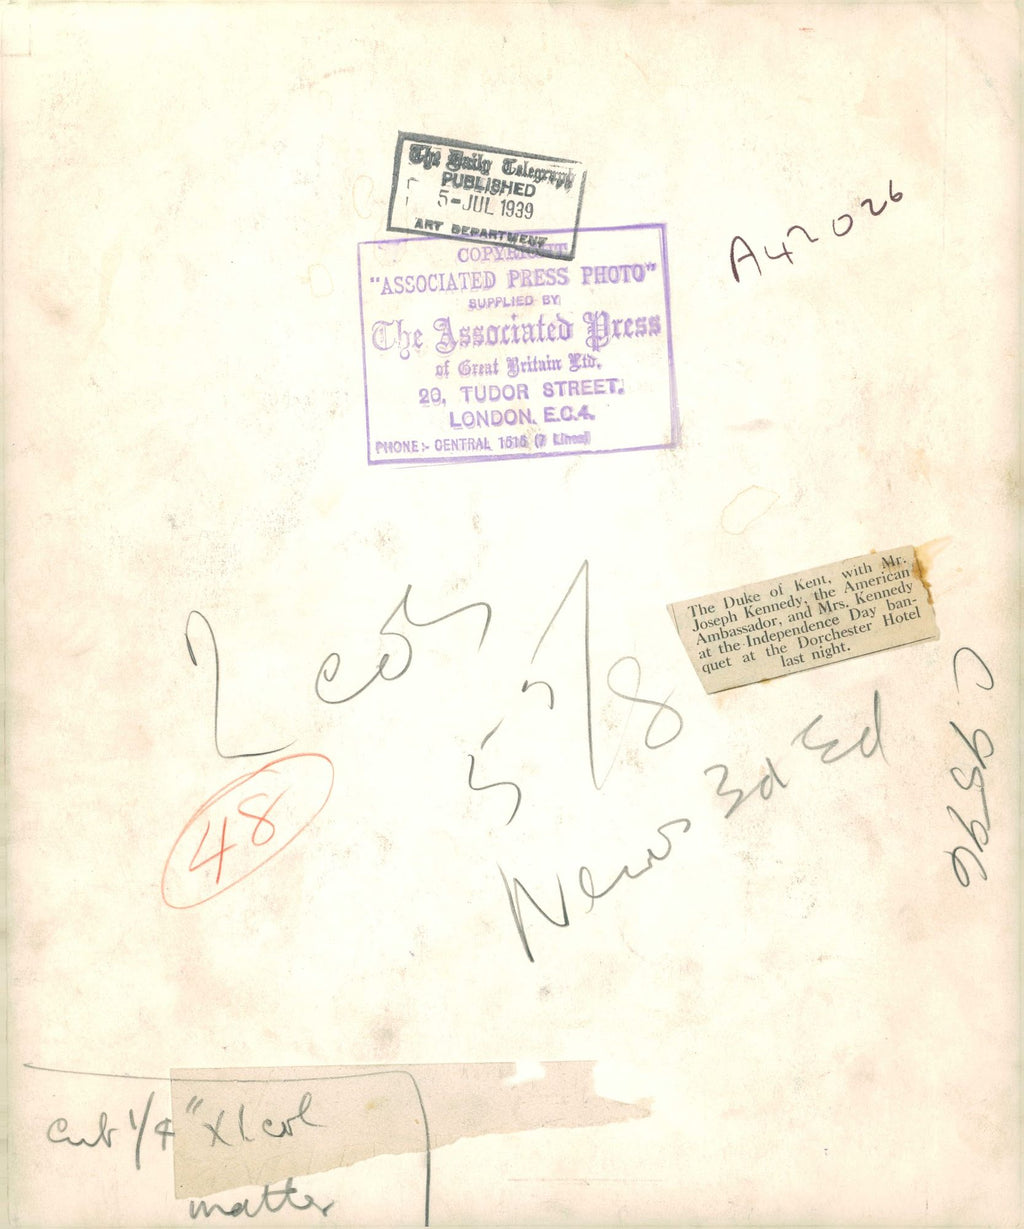 The Daily Telegraph
PUBLISHED
5-JUL 1939
ART DEPARTMENT
A42026
COPYRIGHT
"ASSOCIATED PRESS PHOTO"
SUPPLIED BY
The Associated Press
of Great Britain Ltd.
20, TUDOR STREET.
LONDON, E.C.4.
PHONE:- CENTRAL 1515 (7 Lines)
The Duke of Kent, with Mr.
Joseph Kennedy, the American
Ambassador, and Mrs. Kennedy
at the Independence Day ban-
quet at the Dorchester Hotel
last night.
2 cols
5"/8
48
News 3d Ed
1/4" x 1 col
matter